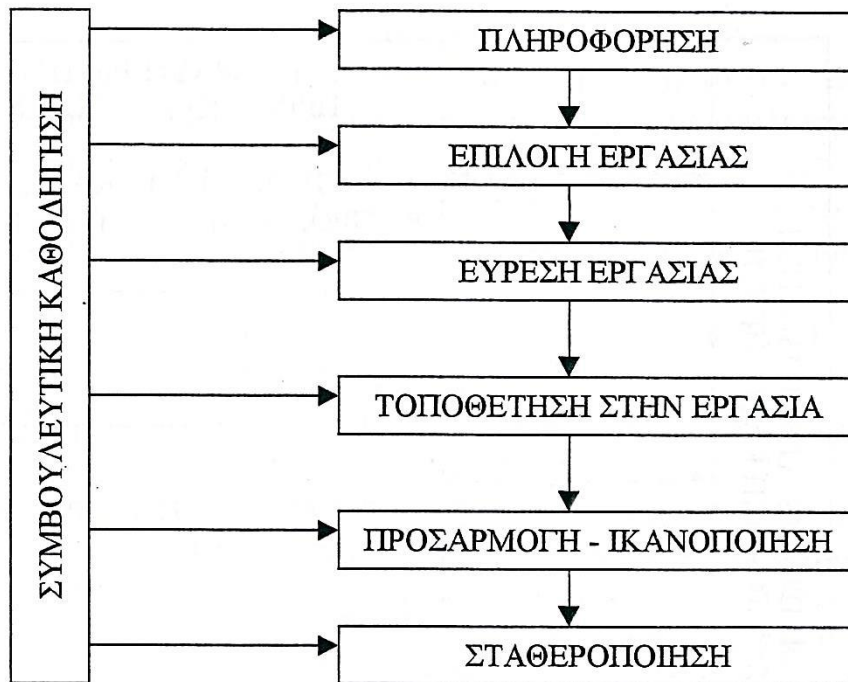 ΣΥΜΒΟΥΛΕΥΤΙΚΗ ΚΑΘΟΔΗΓΗΣΗ
ΠΛΗΡΟΦΟΡΗΣΗ
ΕΠΙΛΟΓΗ ΕΡΓΑΣΙΑΣ
ΕΥΡΕΣΗ ΕΡΓΑΣΙΑΣ
ΤΟΠΟΘΕΤΗΣΗ ΣΤΗΝ ΕΡΓΑΣΙΑ
ΠΡΟΣΑΡΜΟΓΗ - ΙΚΑΝΟΠΟΙΗΣΗ
ΣΤΑΘΕΡΟΠΟΙΗΣΗ